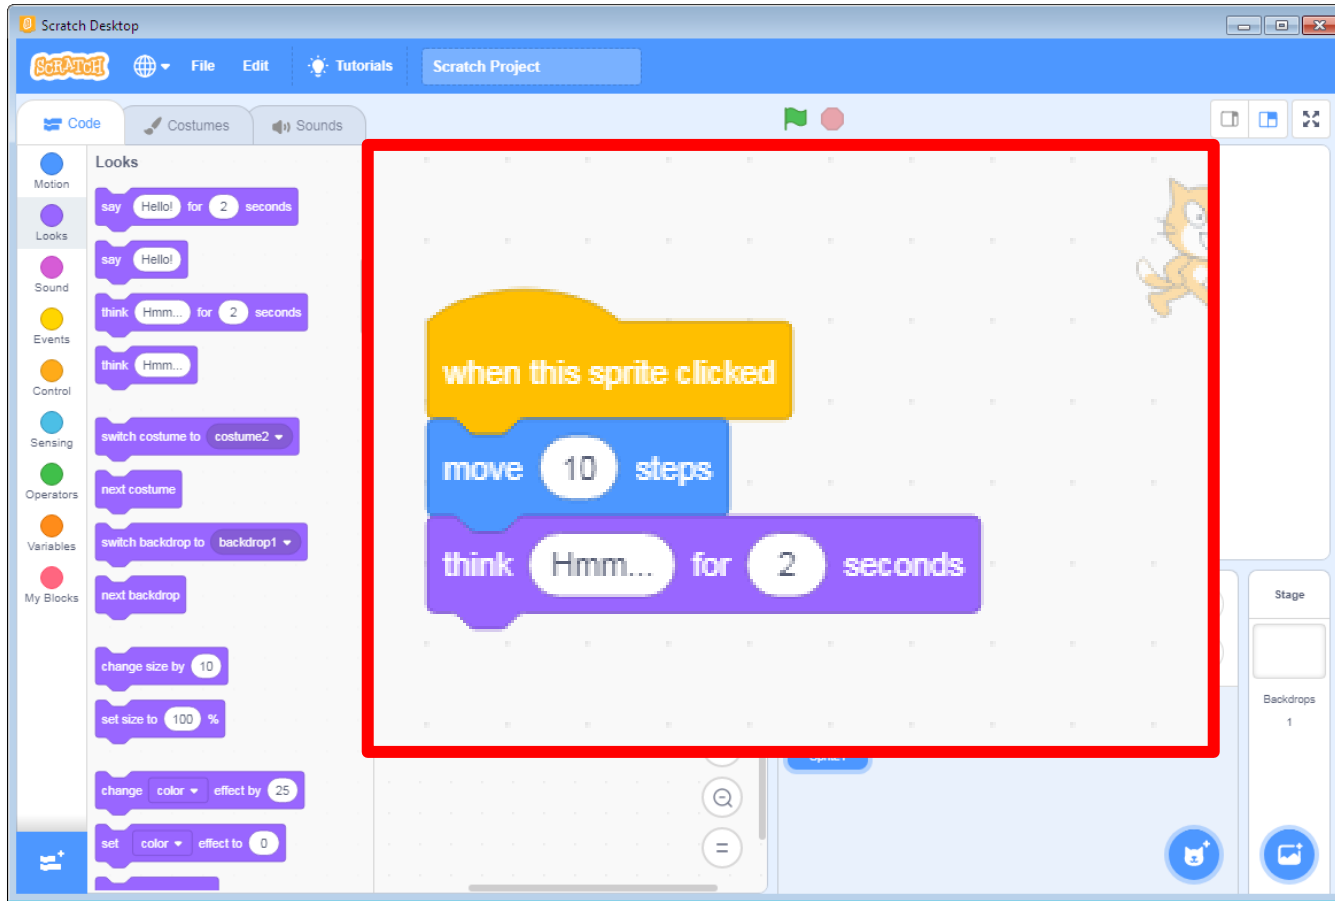 Scratch Desktop
SCRATCH File Edit Tutorials Scratch Project
Code Costumes Sounds
Motion
Looks
Sound
Events
Control
Sensing
Operators
Variables
My Blocks
Looks
say Hello! for 2 seconds
say Hello!
think Hmm... for 2 seconds
think Hmm...
switch costume to costume2
next costume
switch backdrop to backdrop1
next backdrop
change size by 10
set size to 100 %
change color effect by 25
set color effect to 0
when this sprite clicked
move 10 steps
think Hmm... for 2 seconds
Stage
Backdrops
1